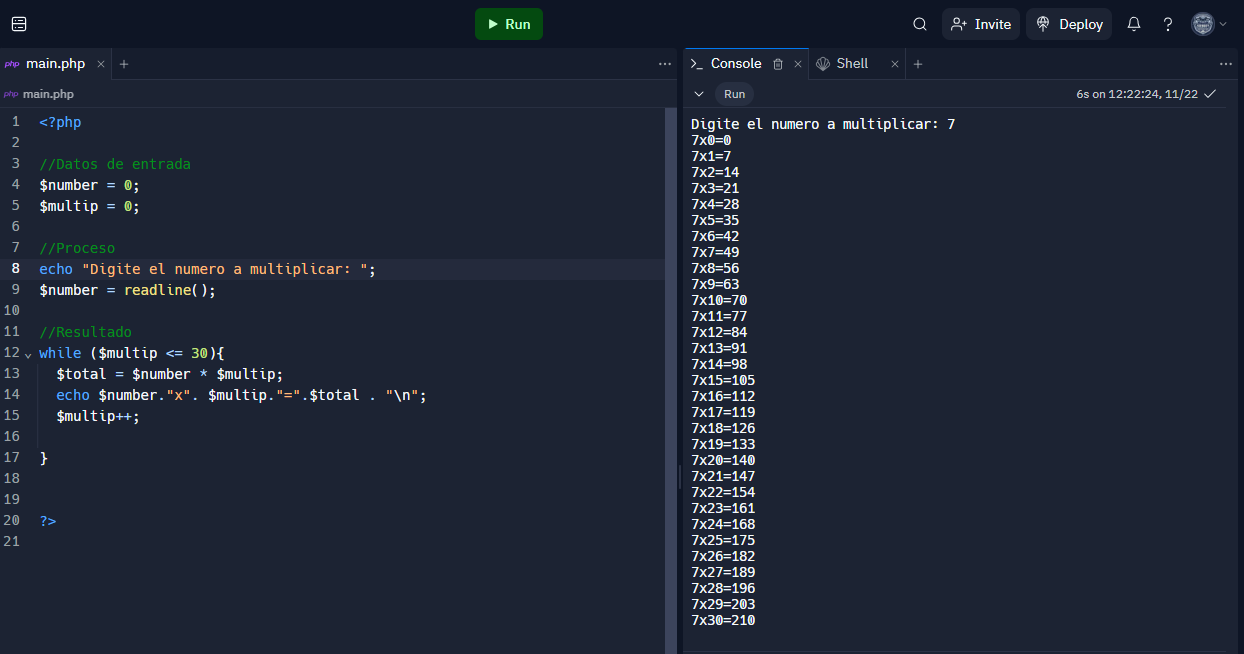 Run
Invite
Deploy
?
php main.php
php main.php
1 <?php
2
3 //Datos de entrada
4 $number = 0;
5 $multip = 0;
6
7 //Proceso
8 echo "Digite el numero a multiplicar: ";
9 $number = readline();
10
11 //Resultado
12 while ($multip <= 30){
13 $total = $number * $multip;
14 echo $number."x". $multip."=".$total . "\n";
15 $multip++;
16
17 }
18
19
20 ?>
21
Console
Shell
Run
6s on 12:22:24, 11/22
Digite el numero a multiplicar: 7
7x0=0
7x1=7
7x2=14
7x3=21
7x4=28
7x5=35
7x6=42
7x7=49
7x8=56
7x9=63
7x10=70
7x11=77
7x12=84
7x13=91
7x14=98
7x15=105
7x16=112
7x17=119
7x18=126
7x19=133
7x20=140
7x21=147
7x22=154
7x23=161
7x24=168
7x25=175
7x26=182
7x27=189
7x28=196
7x29=203
7x30=210